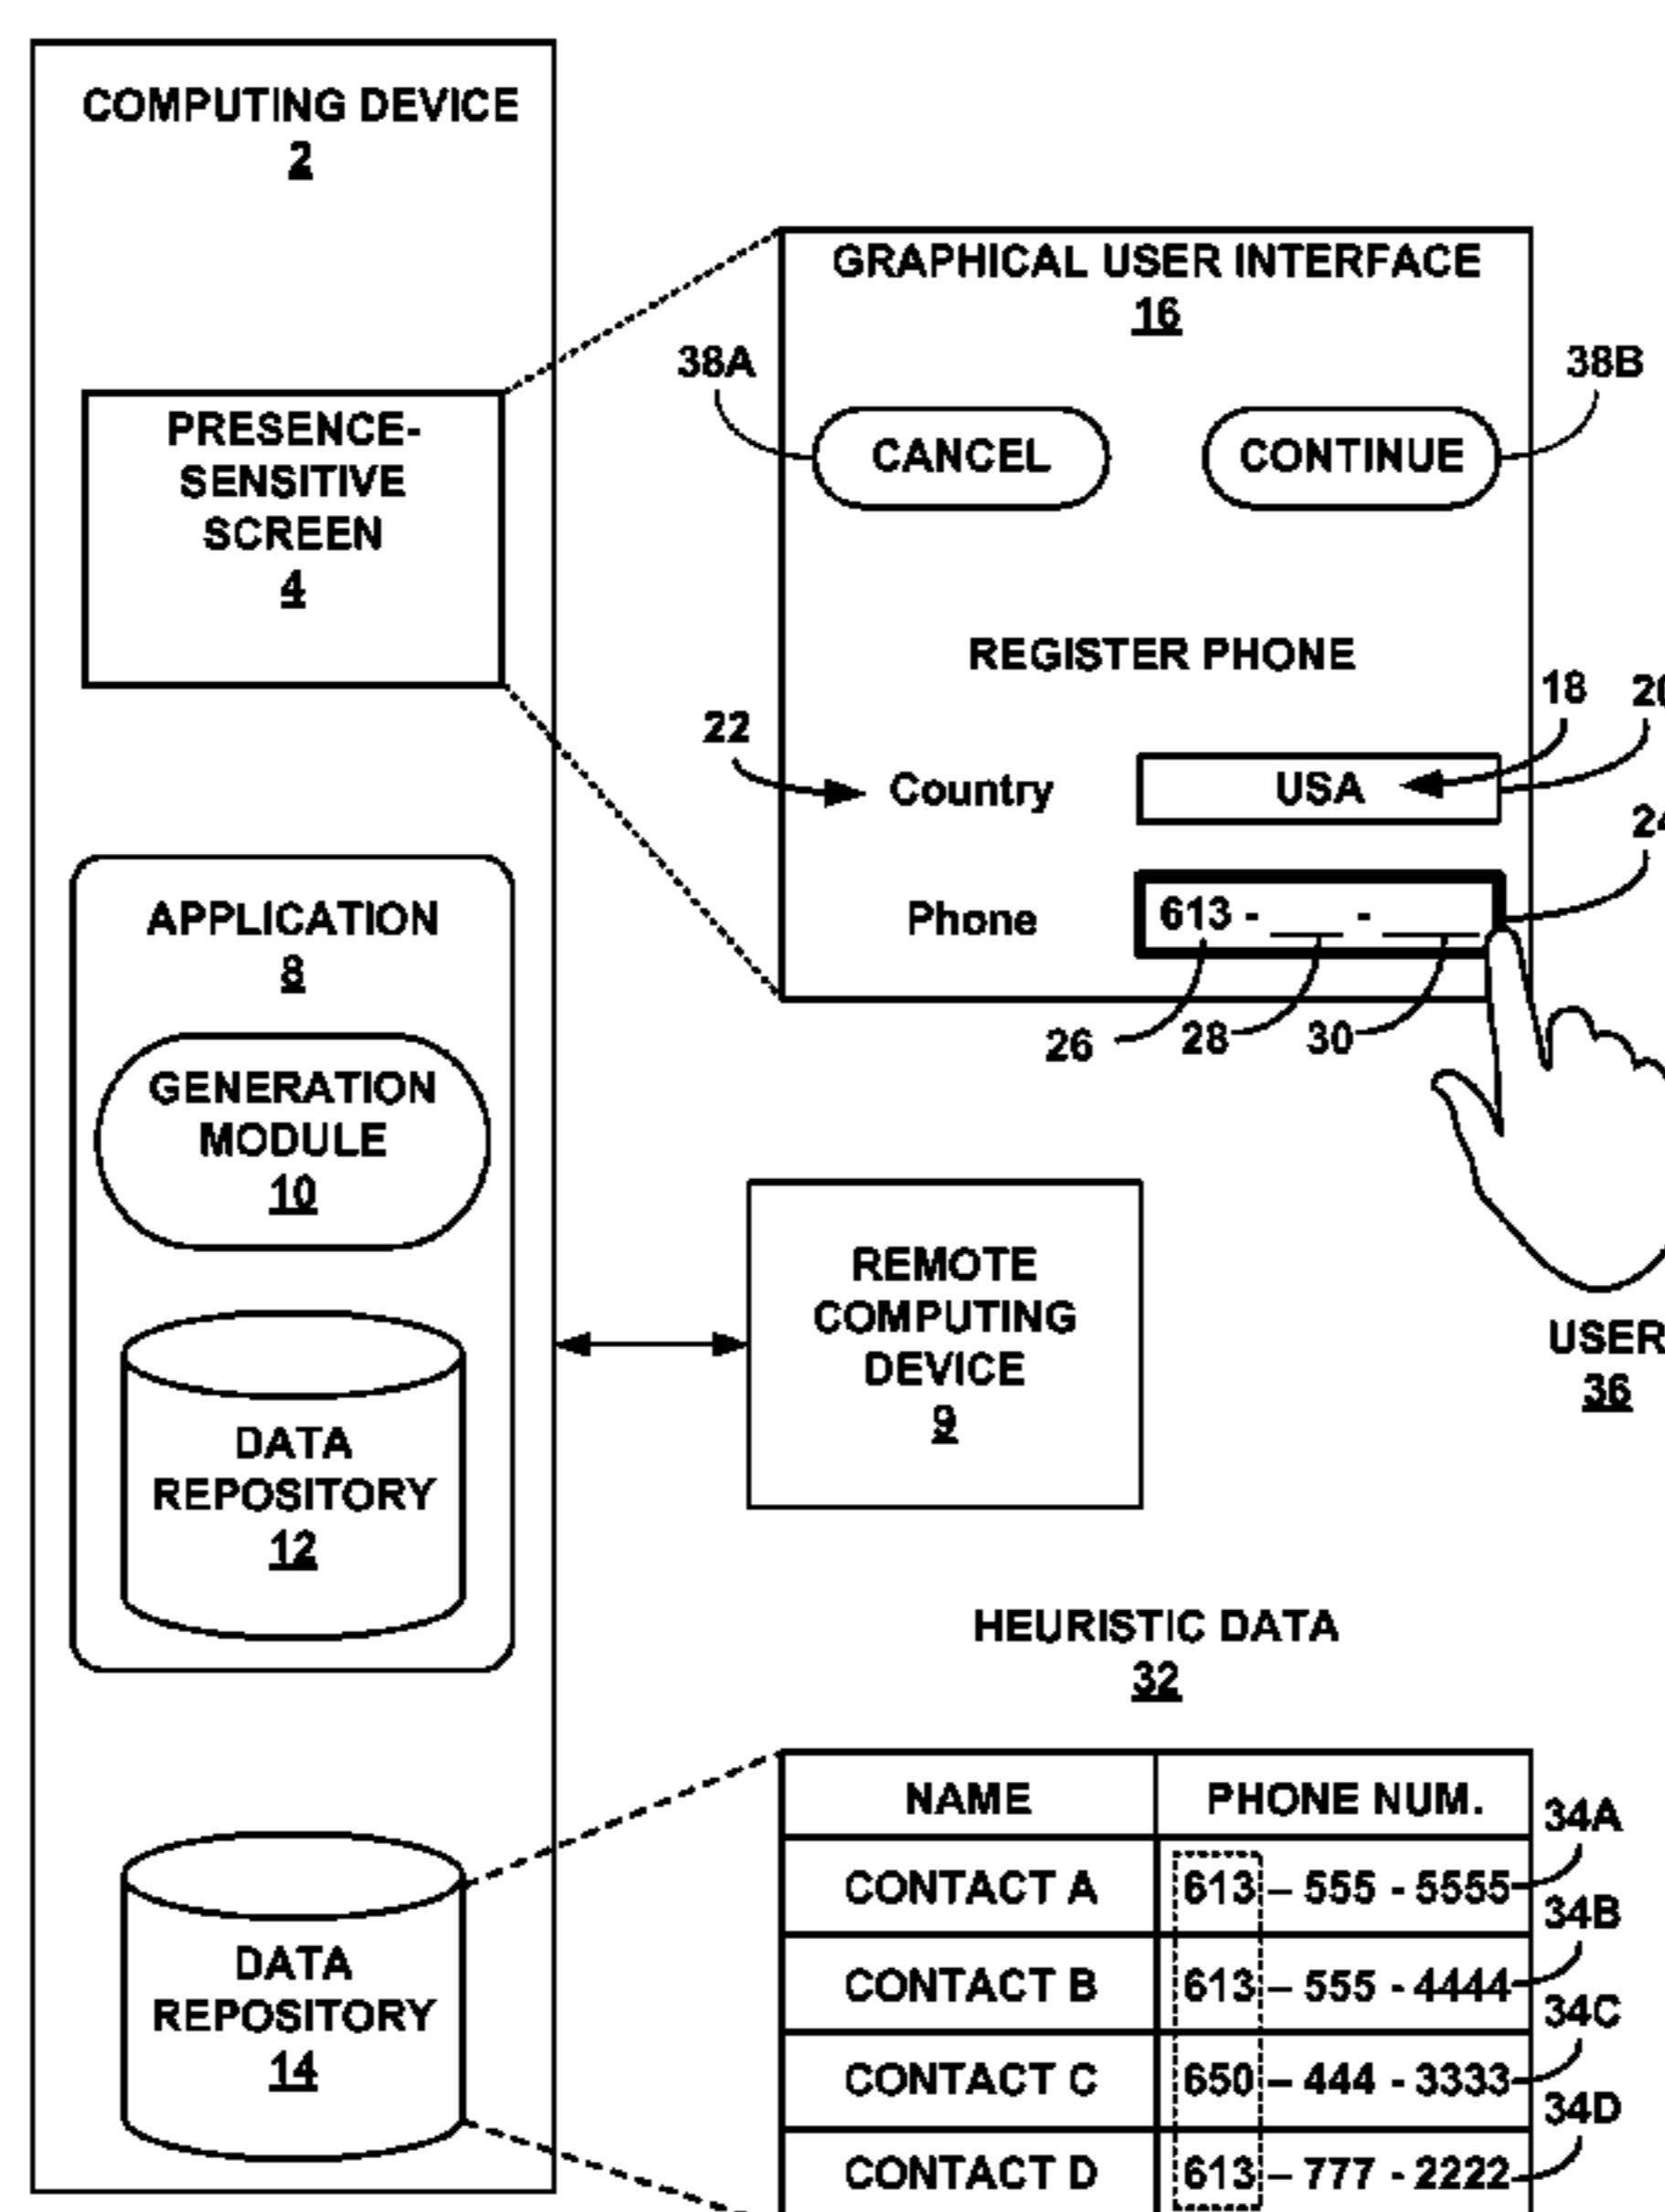 COMPUTING DEVICE
2
PRESENCE-
SENSITIVE
SCREEN
4
APPLICATION
8
GENERATION
MODULE
10
DATA
REPOSITORY
12
DATA
REPOSITORY
14
GRAPHICAL USER INTERFACE
16
38A
38B
CANCEL
CONTINUE
REGISTER PHONE
18
22
Country
USA
Phone
613 - ___ - ____
26
28
30
USER
36
REMOTE
COMPUTING
DEVICE
9
HEURISTIC DATA
32
NAME
PHONE NUM.
34A
CONTACT A
613 – 555 - 5555
34B
CONTACT B
613 – 555 - 4444
34C
CONTACT C
650 – 444 - 3333
34D
CONTACT D
613 – 777 - 2222